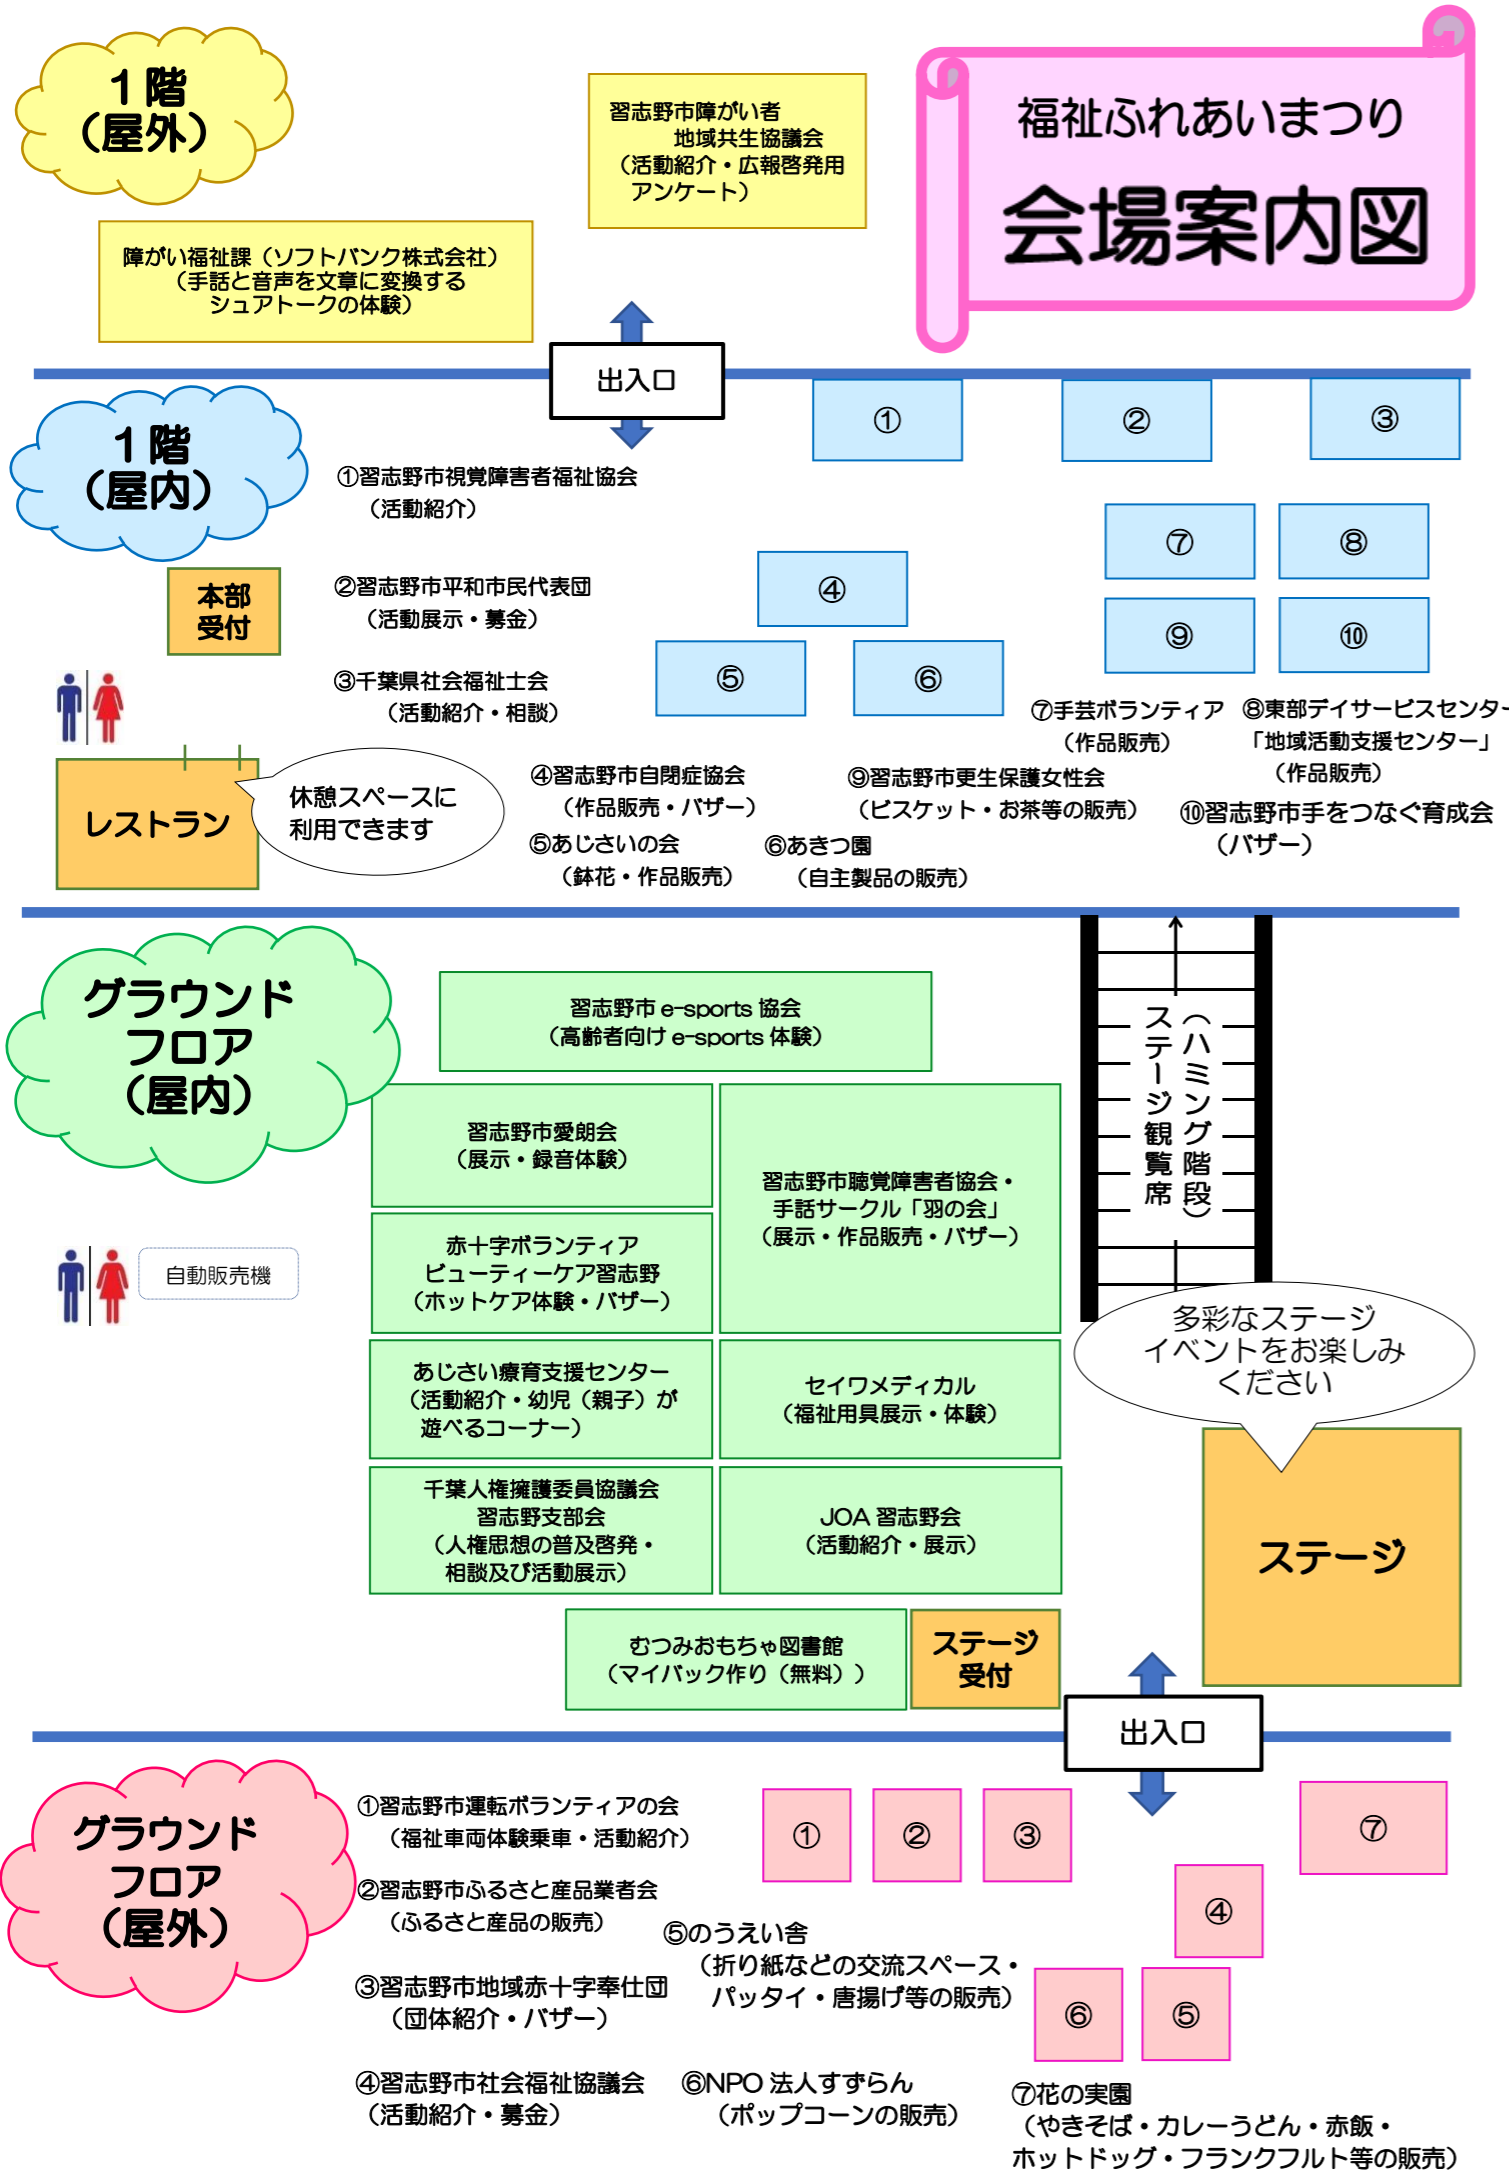 福祉ふれあいまつり
会場案内図
1階
（屋外）
習志野市障がい者
地域共生協議会
（活動紹介・広報啓発用
アンケート）
障がい福祉課（ソフトバンク株式会社）
（手話と音声を文章に変換する
シュアトークの体験）
出入口
1階
（屋内）
①
②
③
①習志野市視覚障害者福祉協会
（活動紹介）
⑦
⑧
④
②習志野市平和市民代表団
（活動展示・募金）
本部
受付
⑨
⑩
⑤
⑥
③千葉県社会福祉士会
（活動紹介・相談）
⑦手芸ボランティア
（作品販売）
⑧東部デイサービスセンター
「地域活動支援センター」
（作品販売）
レストラン
休憩スペースに
利用できます
④習志野市自閉症協会
（作品販売・バザー）
⑨習志野市更生保護女性会
（ビスケット・お茶等の販売）
⑩習志野市手をつなぐ育成会
（バザー）
⑤あじさいの会
（鉢花・作品販売）
⑥あきつ園
（自主製品の販売）
グラウンド
フロア
（屋内）
習志野市 e-sports 協会
（高齢者向け e-sports 体験）
（ハミング階段）
ステージ観覧席
習志野市愛朗会
（展示・録音体験）
習志野市聴覚障害者協会・
手話サークル「羽の会」
（展示・作品販売・バザー）
赤十字ボランティア
ビューティーケア習志野
（ホットケア体験・バザー）
自動販売機
多彩なステージ
イベントをお楽しみ
ください
あじさい療育支援センター
（活動紹介・幼児（親子）が
遊べるコーナー）
セイワメディカル
（福祉用具展示・体験）
千葉人権擁護委員協議会
習志野支部会
（人権思想の普及啓発・
相談及び活動展示）
JOA 習志野会
（活動紹介・展示）
ステージ
むつみおもちゃ図書館
（マイバック作り（無料））
ステージ
受付
出入口
グラウンド
フロア
（屋外）
①習志野市運転ボランティアの会
（福祉車両体験乗車・活動紹介）
①
②
③
⑦
②習志野市ふるさと産品業者会
（ふるさと産品の販売）
④
⑤のうえい舎
（折り紙などの交流スペース・
パッタイ・唐揚げ等の販売）
③習志野市地域赤十字奉仕団
（団体紹介・バザー）
⑥
⑤
④習志野市社会福祉協議会
（活動紹介・募金）
⑥NPO 法人すずらん
（ポップコーンの販売）
⑦花の実園
（やきそば・カレーうどん・赤飯・
ホットドッグ・フランクフルト等の販売）